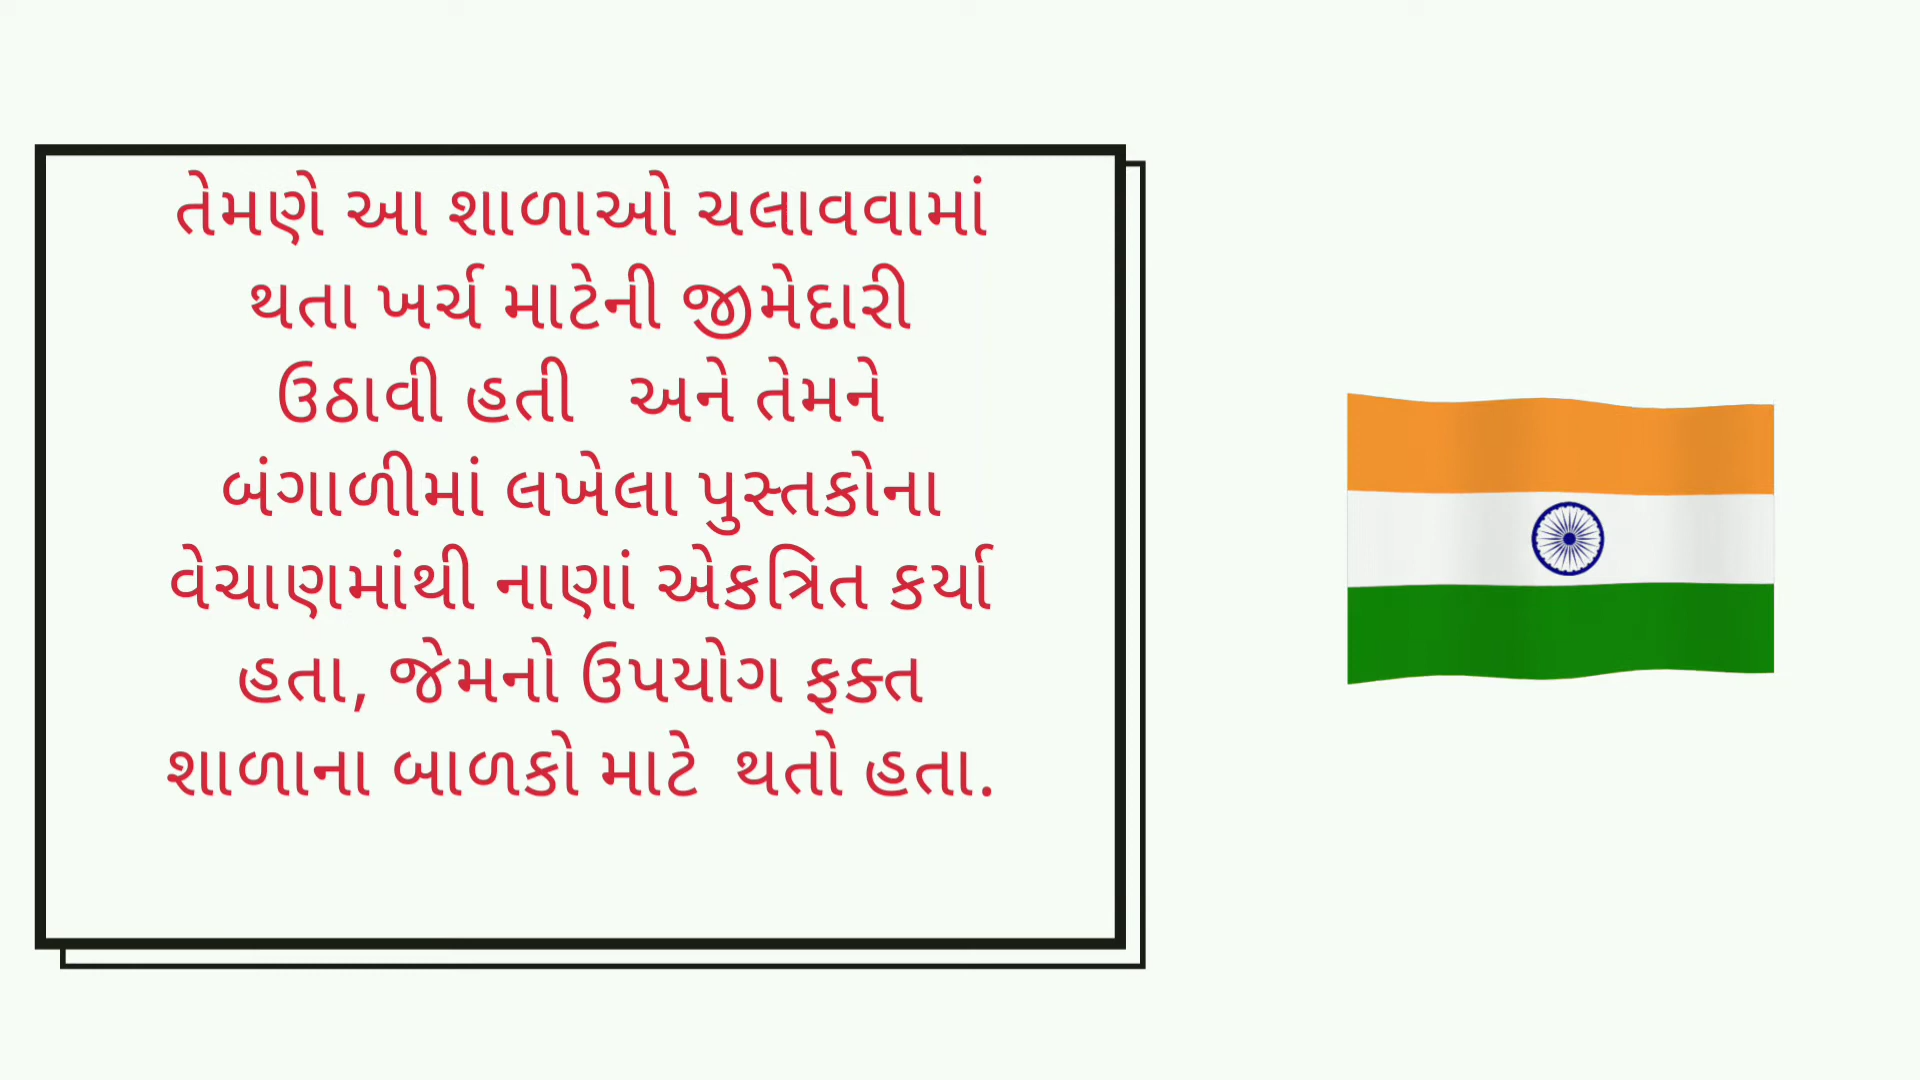 તેમણે આ શાળાઓ ચલાવવામાં
થતા ખર્ચ માટેની જીમેદારી
ઉઠાવી હતી   અને તેમને
બંગાળીમાં લખેલા પુસ્તકોના
વેચાણમાંથી નાણાં એકત્રિત કર્યા
હતા, જેમનો ઉપયોગ ફક્ત
શાળાના બાળકો માટે  થતો હતા.